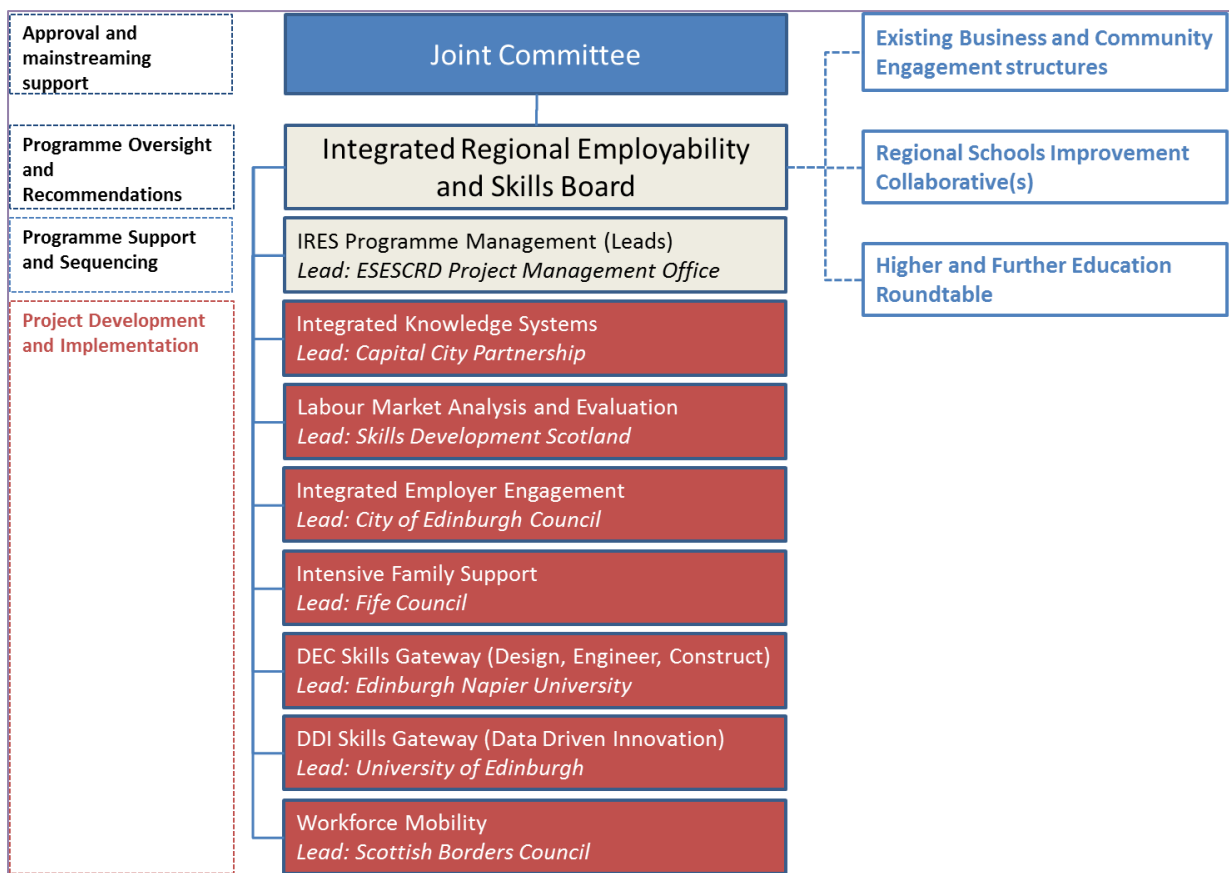 Approval and
mainstreaming
support
Joint Committee
Existing Business and Community
Engagement structures
Programme Oversight
and
Recommendations
Integrated Regional Employability
and Skills Board
Regional Schools Improvement
Collaborative(s)
Programme Support
and Sequencing
IRES Programme Management (Leads)
Lead: ESESCRD Project Management Office
Higher and Further Education
Roundtable
Project Development
and Implementation
Integrated Knowledge Systems
Lead: Capital City Partnership
Labour Market Analysis and Evaluation
Lead: Skills Development Scotland
Integrated Employer Engagement
Lead: City of Edinburgh Council
Intensive Family Support
Lead: Fife Council
DEC Skills Gateway (Design, Engineer, Construct)
Lead: Edinburgh Napier University
DDI Skills Gateway (Data Driven Innovation)
Lead: University of Edinburgh
Workforce Mobility
Lead: Scottish Borders Council